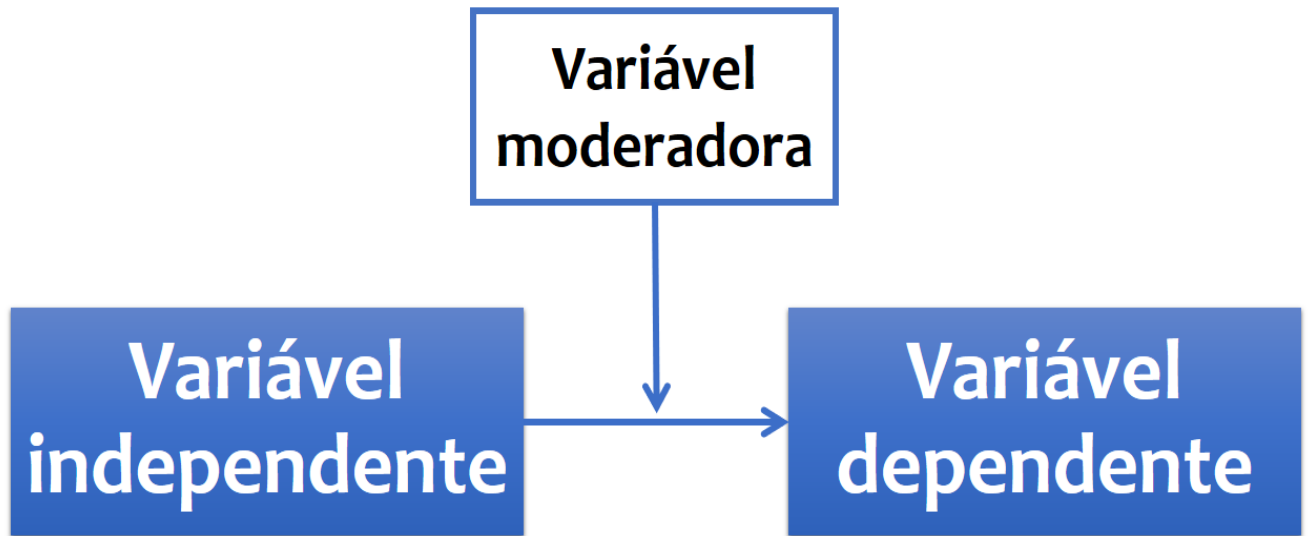 Variável
moderadora
Variável
independente
Variável
dependente